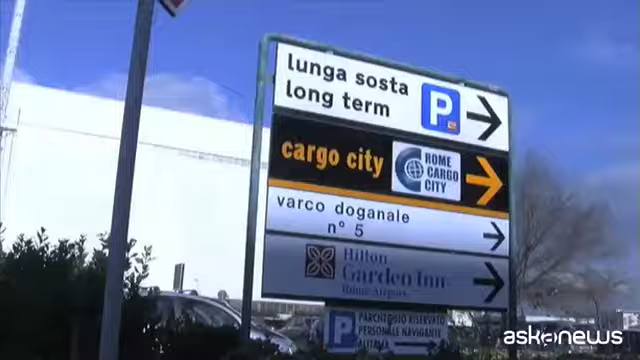 lunga sosta
long term
P
cargo city
ROME
CARGO
CITY
varco doganale
n° 5
Hilton
Garden Inn
Rome Airport
P
PARCHEGGIO RISERVATO
PERSONALE NAVIGANTE
ALITALIA
askanews